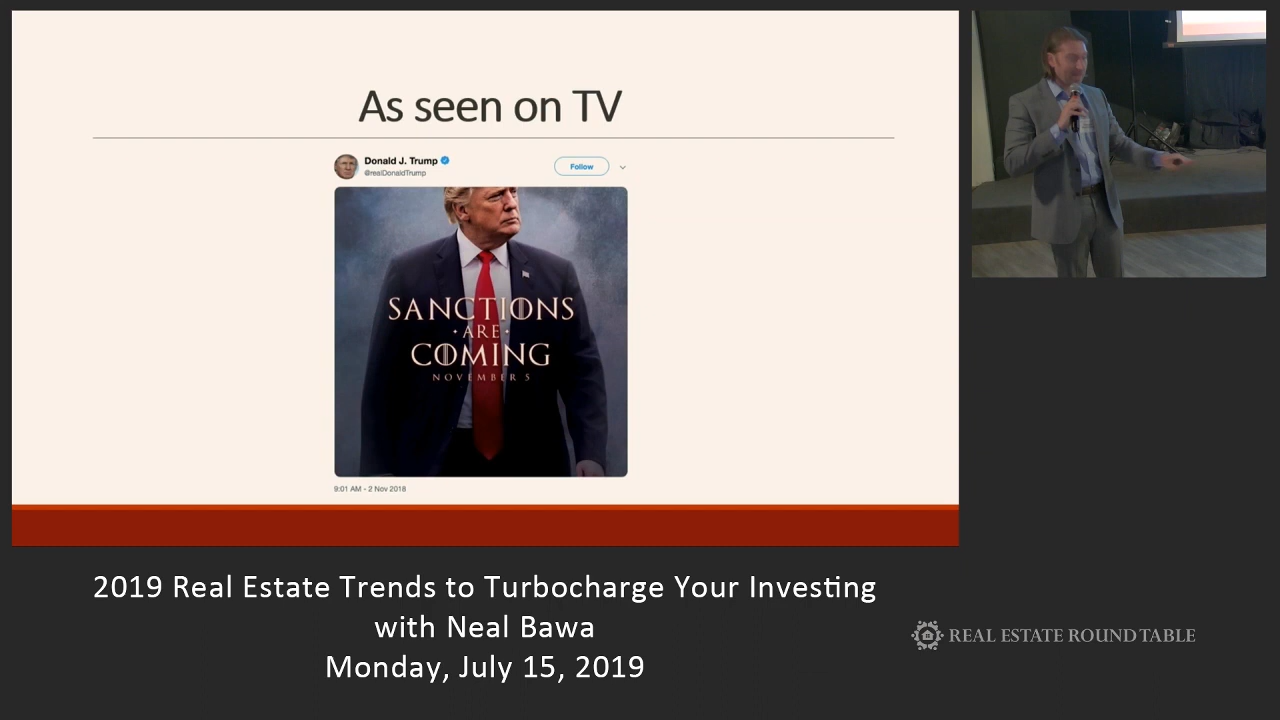 As seen on TV
Donald J. Trump
@realDonaldTrump
Follow
SANCTIONS
·ARE·
COMING
NOVEMBER 5
9:01 AM - 2 Nov 2018
2019 Real Estate Trends to Turbocharge Your Investing
with Neal Bawa
Monday, July 15, 2019
REAL ESTATE ROUND TABLE